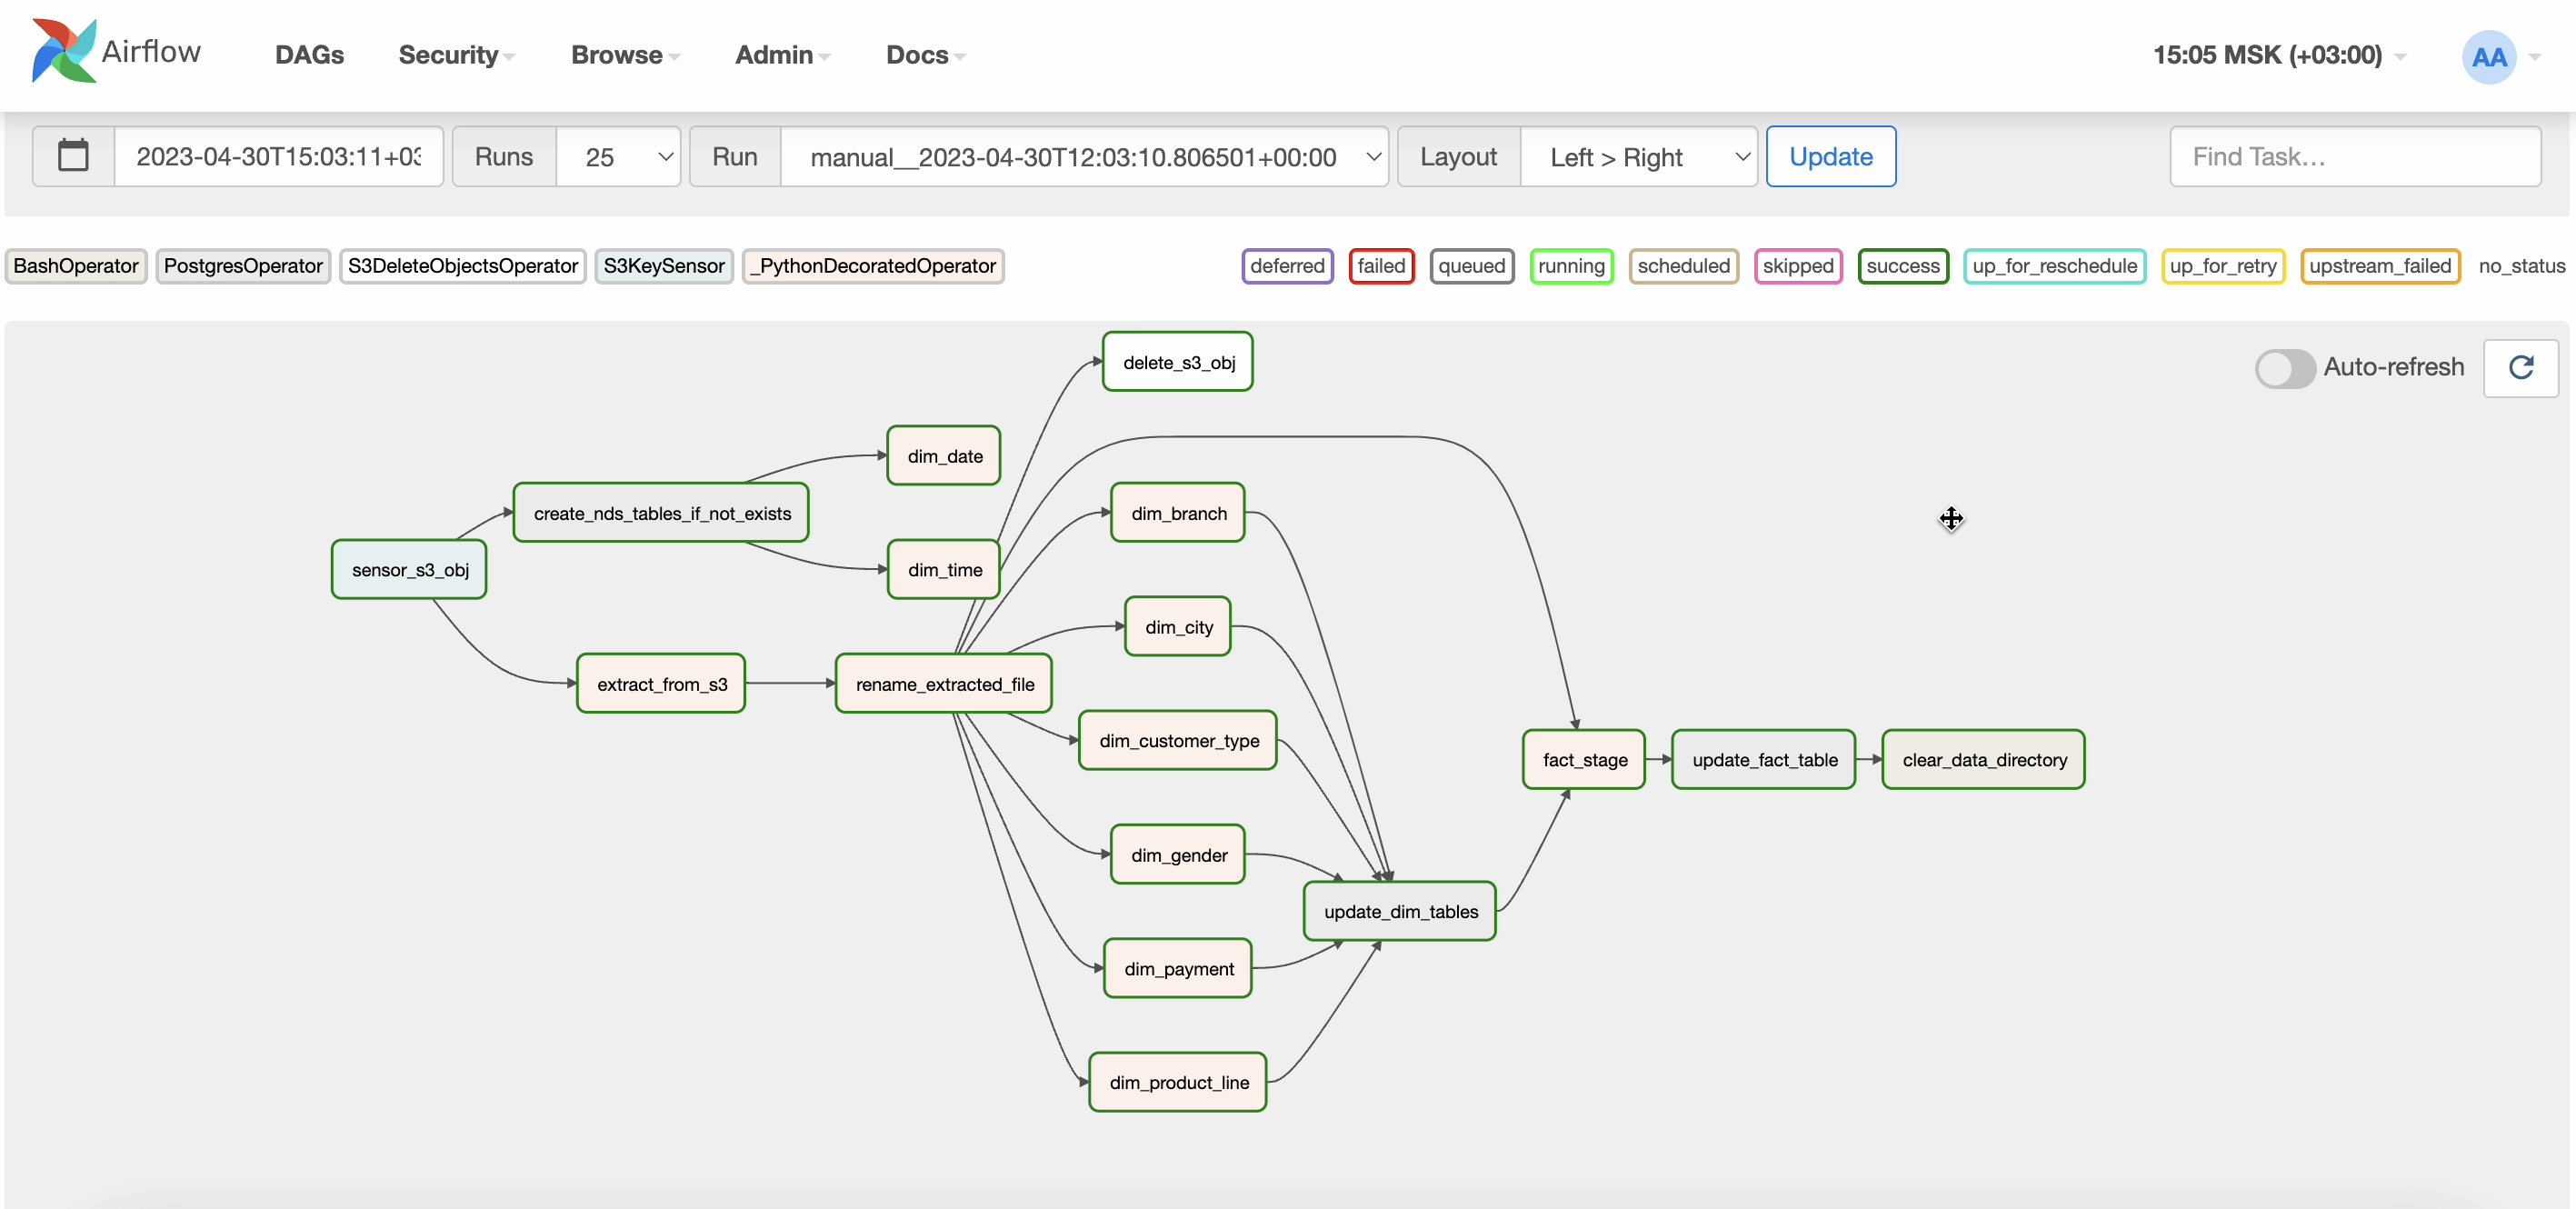 Airflow DAGs Security Browse Admin Docs 15:05 MSK (+03:00) AA
2023-04-30T15:03:11+03 Runs 25 Run manual__2023-04-30T12:03:10.806501+00:00 Layout Left > Right Update Find Task...
BashOperator PostgresOperator S3DeleteObjectsOperator S3KeySensor _PythonDecoratedOperator deferred failed queued running scheduled skipped success up_for_reschedule up_for_retry upstream_failed no_status
delete_s3_obj
Auto-refresh
dim_date
create_nds_tables_if_not_exists
dim_branch
sensor_s3_obj
dim_time
dim_city
extract_from_s3
rename_extracted_file
dim_customer_type
fact_stage
update_fact_table
clear_data_directory
dim_gender
update_dim_tables
dim_payment
dim_product_line